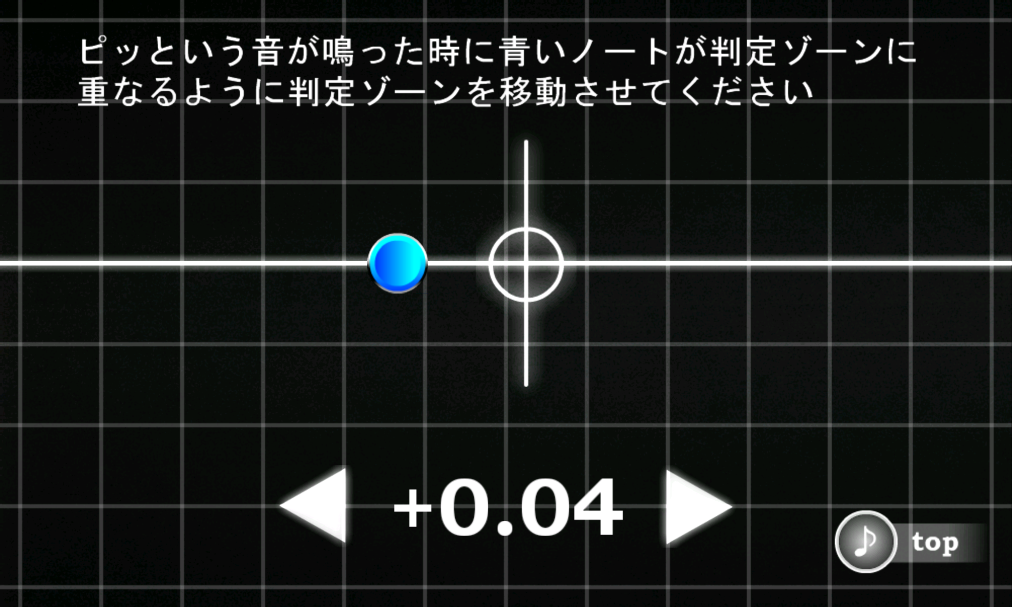 ピッという音が鳴った時に青いノートが判定ゾーンに
重なるように判定ゾーンを移動させてください
+0.04
top